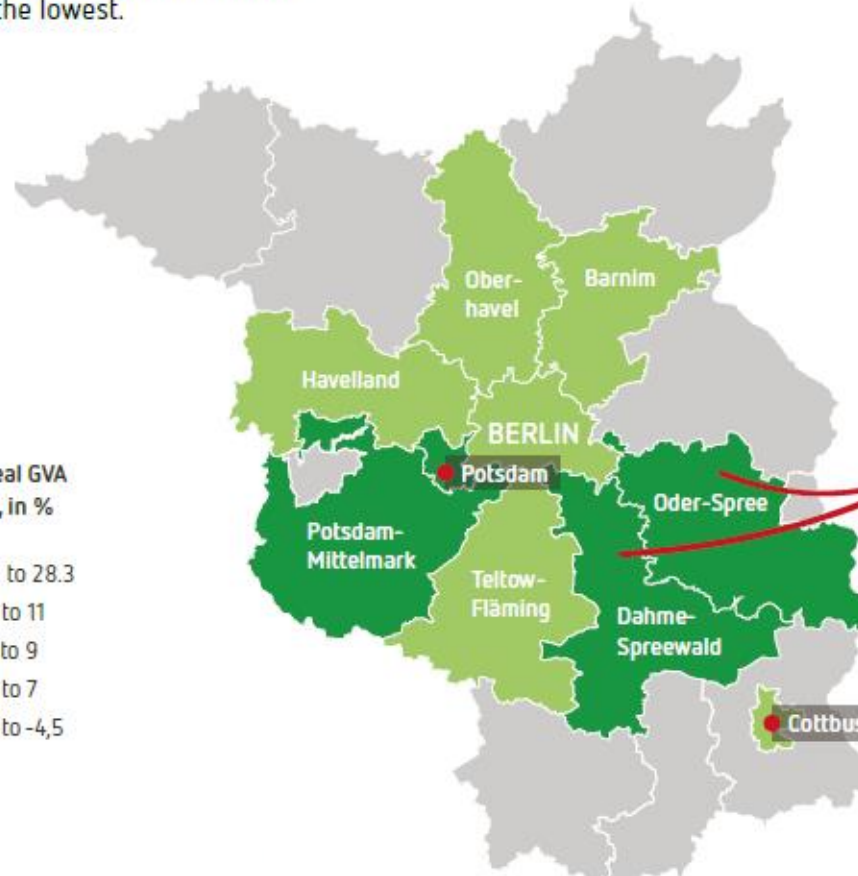 the lowest.
Ober-
havel
Barnim
Havelland
BERLIN
Potsdam
eal GVA
, in %
Oder-Spree
Potsdam-
Mittelmark
to 28.3
Teltow-
Fläming
to 11
Dahme-
Spreewald
to 9
to 7
to -4,5
Cottbus